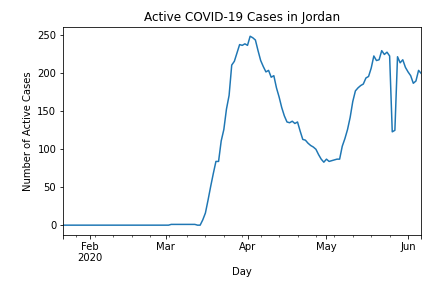 Active COVID-19 Cases in Jordan
250
200
150
100
50
0
Number of Active Cases
Feb
2020
Mar
Apr
May
Jun
Day